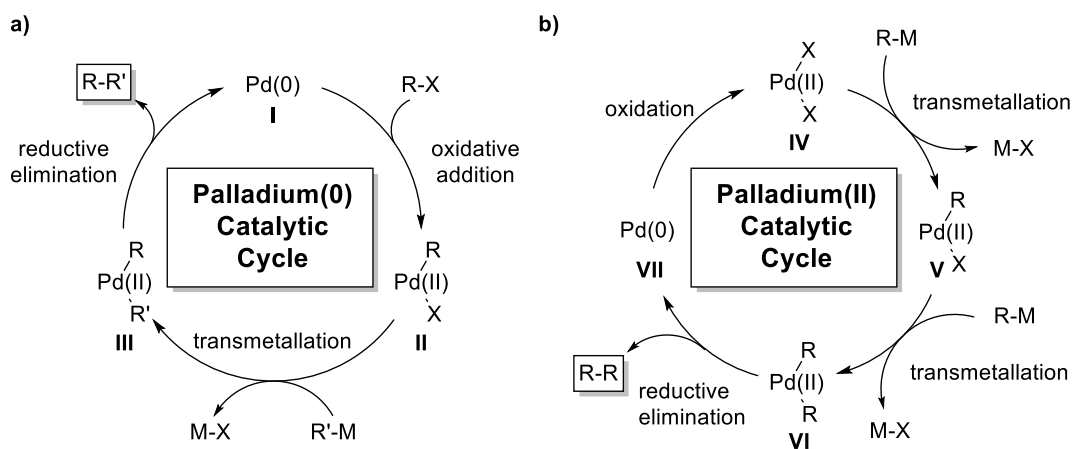 a)
R-R'
Pd(0)
I
R-X
reductive
elimination
oxidative
addition
Palladium(0)
Catalytic
Cycle
R
Pd(II)
R'
III
R
Pd(II)
X
II
transmetallation
M-X
R'-M
b)
X
Pd(II)
X
IV
R-M
oxidation
transmetallation
M-X
Palladium(II)
Catalytic
Cycle
Pd(0)
VII
R
Pd(II)
X
V
R-M
transmetallation
M-X
R
Pd(II)
R
VI
R-R
reductive
elimination